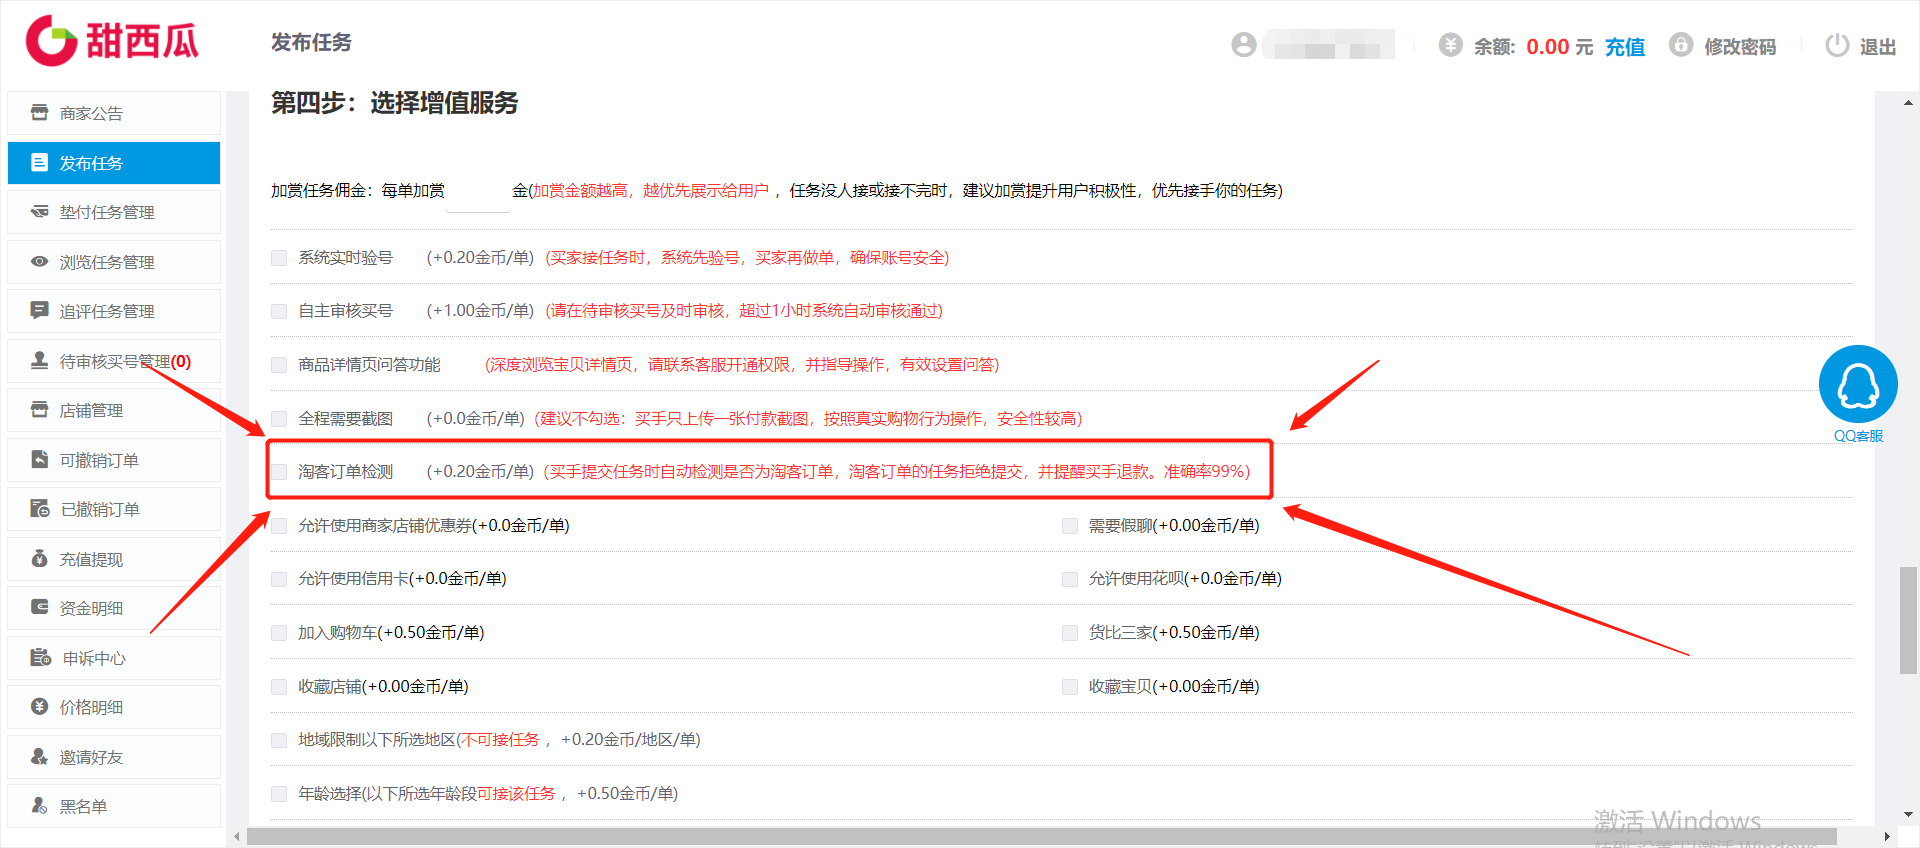 甜西瓜
发布任务
余额: 0.00 元 充值
修改密码
退出
商家公告
发布任务
垫付任务管理
浏览任务管理
追评任务管理
待审核买号管理(0)
店铺管理
可撤销订单
已撤销订单
充值提现
资金明细
申诉中心
价格明细
邀请好友
黑名单
第四步：选择增值服务
加赏任务佣金：每单加赏 金(加赏金额越高，越优先展示给用户 ，任务没人接或接不完时，建议加赏提升用户积极性，优先接手你的任务)
系统实时验号 (+0.20金币/单) (买家接任务时，系统先验号，买家再做单，确保账号安全)
自主审核买号 (+1.00金币/单) (请在待审核买号及时审核，超过1小时系统自动审核通过)
商品详情页问答功能 (深度浏览宝贝详情页，请联系客服开通权限，并指导操作，有效设置问答)
全程需要截图 (+0.0金币/单) (建议不勾选：买手只上传一张付款截图，按照真实购物行为操作，安全性较高)
淘客订单检测 (+0.20金币/单) (买手提交任务时自动检测是否为淘客订单，淘客订单的任务拒绝提交，并提醒买手退款。准确率99%)
允许使用商家店铺优惠券(+0.0金币/单) 需要假聊(+0.00金币/单)
允许使用信用卡(+0.0金币/单) 允许使用花呗(+0.0金币/单)
加入购物车(+0.50金币/单) 货比三家(+0.50金币/单)
收藏店铺(+0.00金币/单) 收藏宝贝(+0.00金币/单)
地域限制以下所选地区(不可接任务 ，+0.20金币/地区/单)
年龄选择(以下所选年龄段可接该任务 ，+0.50金币/单)
QQ客服
激活 Windows
转到"设置"以激活 Windows